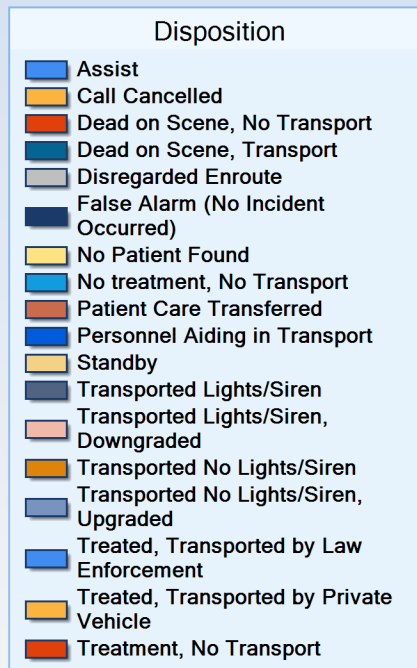 Disposition
Assist
Call Cancelled
Dead on Scene, No Transport
Dead on Scene, Transport
Disregarded Enroute
False Alarm (No Incident
Occurred)
No Patient Found
No treatment, No Transport
Patient Care Transferred
Personnel Aiding in Transport
Standby
Transported Lights/Siren
Transported Lights/Siren,
Downgraded
Transported No Lights/Siren
Transported No Lights/Siren,
Upgraded
Treated, Transported by Law
Enforcement
Treated, Transported by Private
Vehicle
Treatment, No Transport